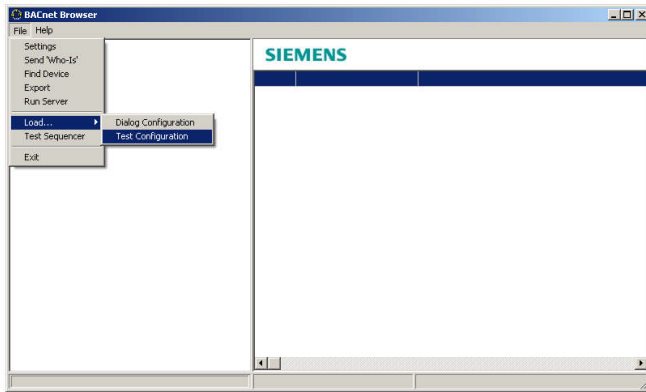 BACnet Browser
File Help
Settings
Send 'Who-Is'
Find Device
Export
Run Server
Load...
Dialog Configuration
Test Sequencer
Test Configuration
Exit
SIEMENS